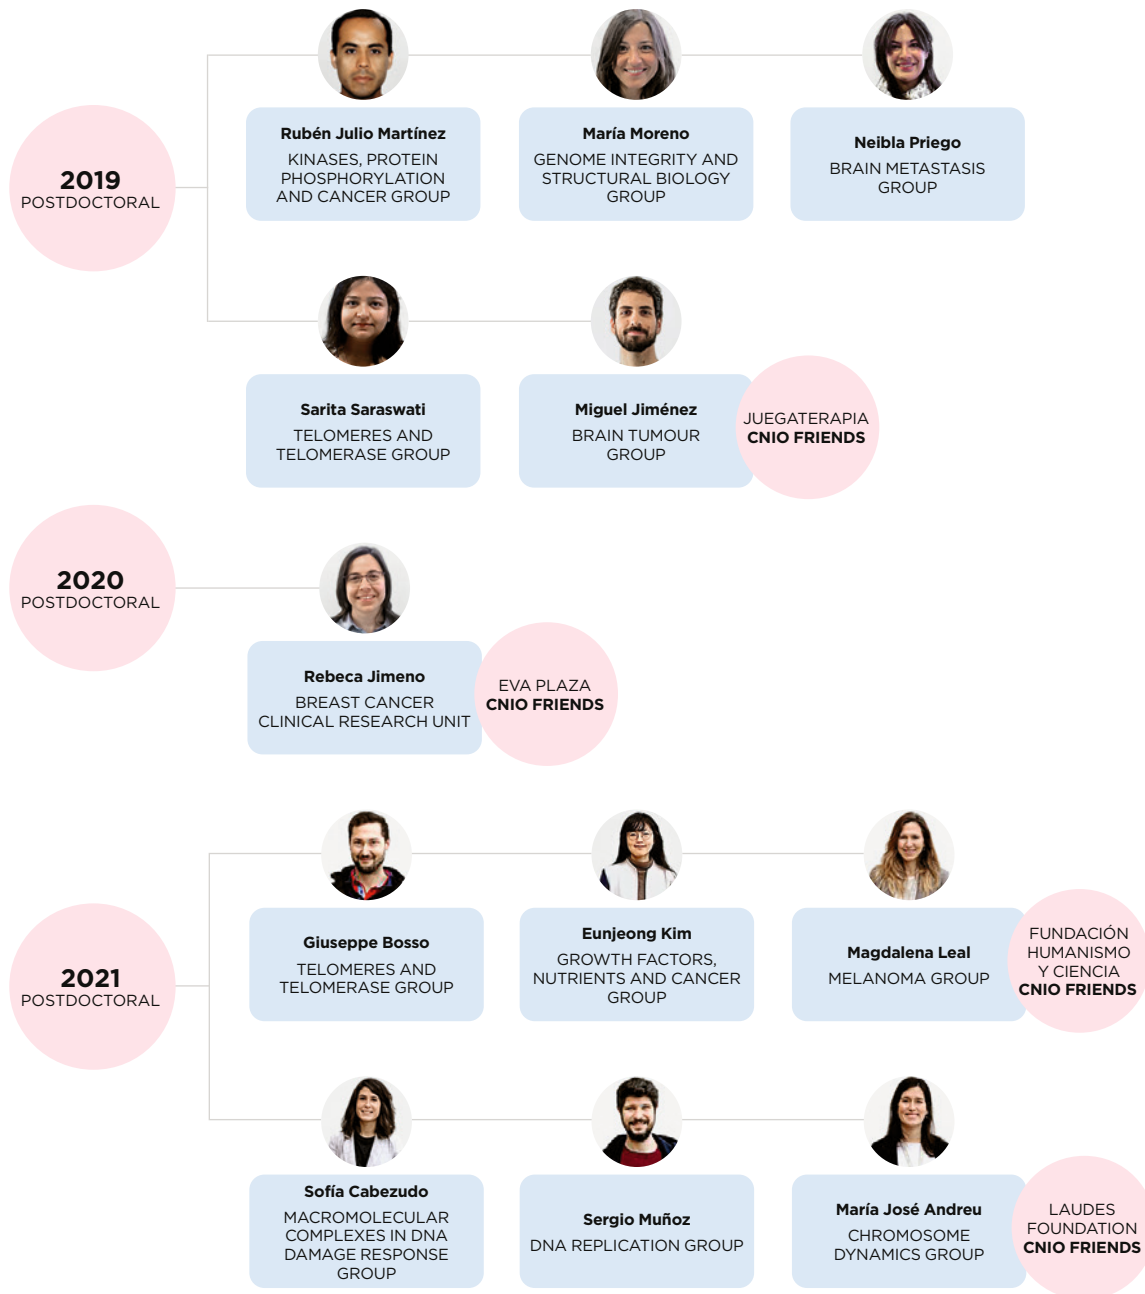 2019
POSTDOCTORAL
Rubén Julio Martínez
KINASES, PROTEIN
PHOSPHORYLATION
AND CANCER GROUP
María Moreno
GENOME INTEGRITY AND
STRUCTURAL BIOLOGY
GROUP
Neibla Priego
BRAIN METASTASIS
GROUP
Sarita Saraswati
TELOMERES AND
TELOMERASE GROUP
Miguel Jiménez
BRAIN TUMOUR
GROUP
JUEGATERAPIA
CNIO FRIENDS
2020
POSTDOCTORAL
Rebeca Jimeno
BREAST CANCER
CLINICAL RESEARCH UNIT
EVA PLAZA
CNIO FRIENDS
2021
POSTDOCTORAL
Giuseppe Bosso
TELOMERES AND
TELOMERASE GROUP
Eunjeong Kim
GROWTH FACTORS,
NUTRIENTS AND CANCER
GROUP
Magdalena Leal
MELANOMA GROUP
FUNDACIÓN
HUMANISMO
Y CIENCIA
CNIO FRIENDS
Sofía Cabezudo
MACROMOLECULAR
COMPLEXES IN DNA
DAMAGE RESPONSE
GROUP
Sergio Muñoz
DNA REPLICATION GROUP
María José Andreu
CHROMOSOME
DYNAMICS GROUP
LAUDES
FOUNDATION
CNIO FRIENDS